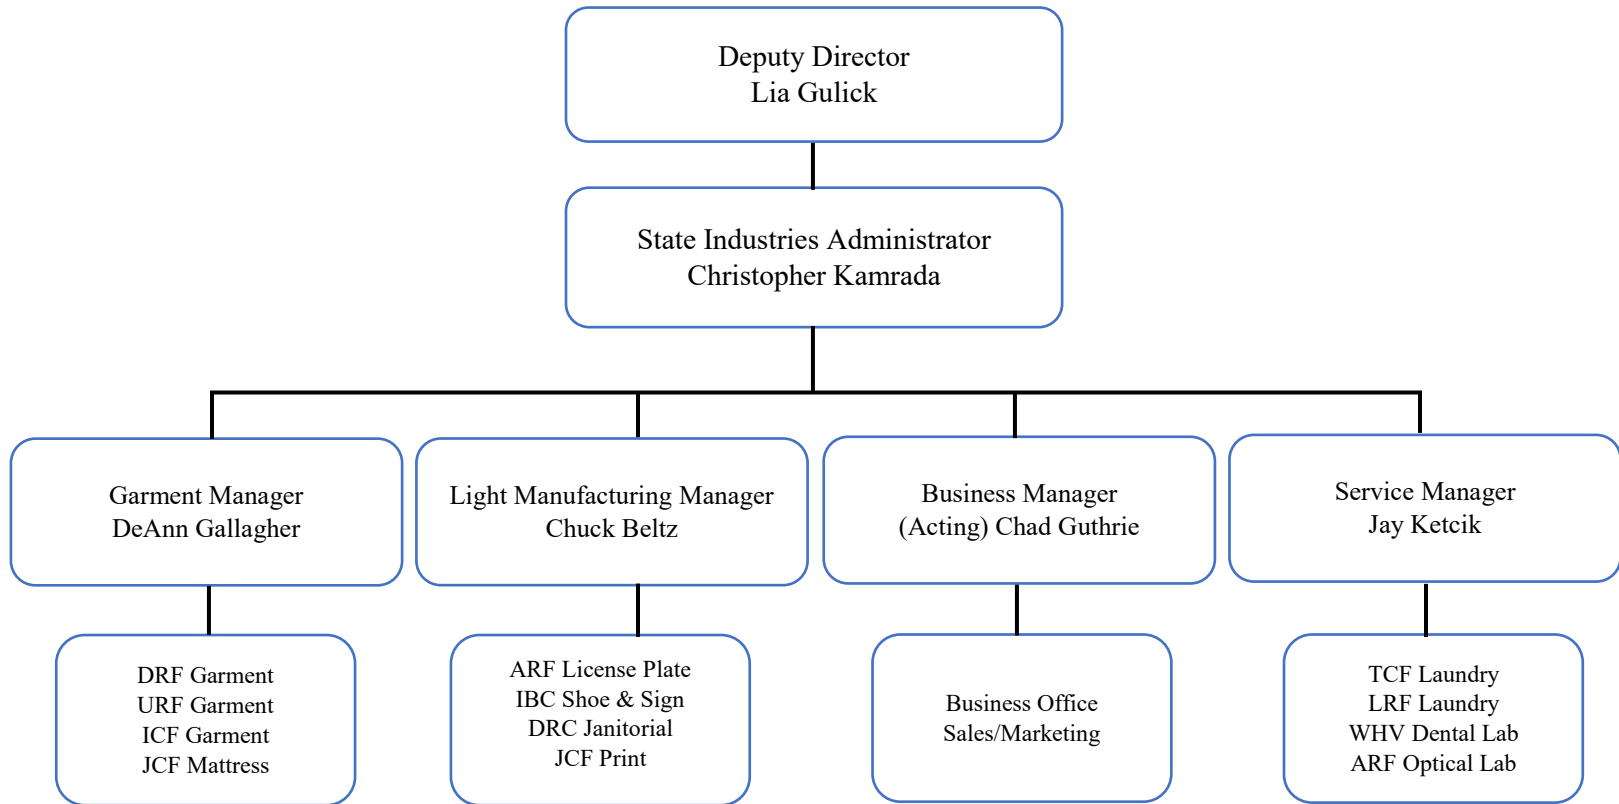 Deputy Director
Lia Gulick
State Industries Administrator
Christopher Kamrada
Garment Manager
DeAnn Gallagher
Light Manufacturing Manager
Chuck Beltz
Business Manager
(Acting) Chad Guthrie
Service Manager
Jay Ketcik
DRF Garment
URF Garment
ICF Garment
JCF Mattress
ARF License Plate
IBC Shoe & Sign
DRC Janitorial
JCF Print
Business Office
Sales/Marketing
TCF Laundry
LRF Laundry
WHV Dental Lab
ARF Optical Lab